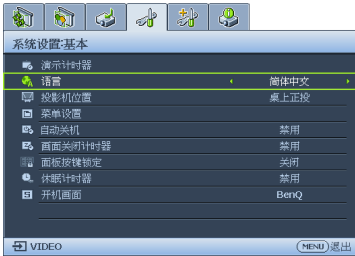 系统设置:基本
演示计时器
语言 简体中文
投影机位置 桌上正投
菜单设置
自动关机 禁用
画面关闭计时器 禁用
面板按键锁定 关闭
休眠计时器 禁用
开机画面 BenQ
VIDEO MENU 退出